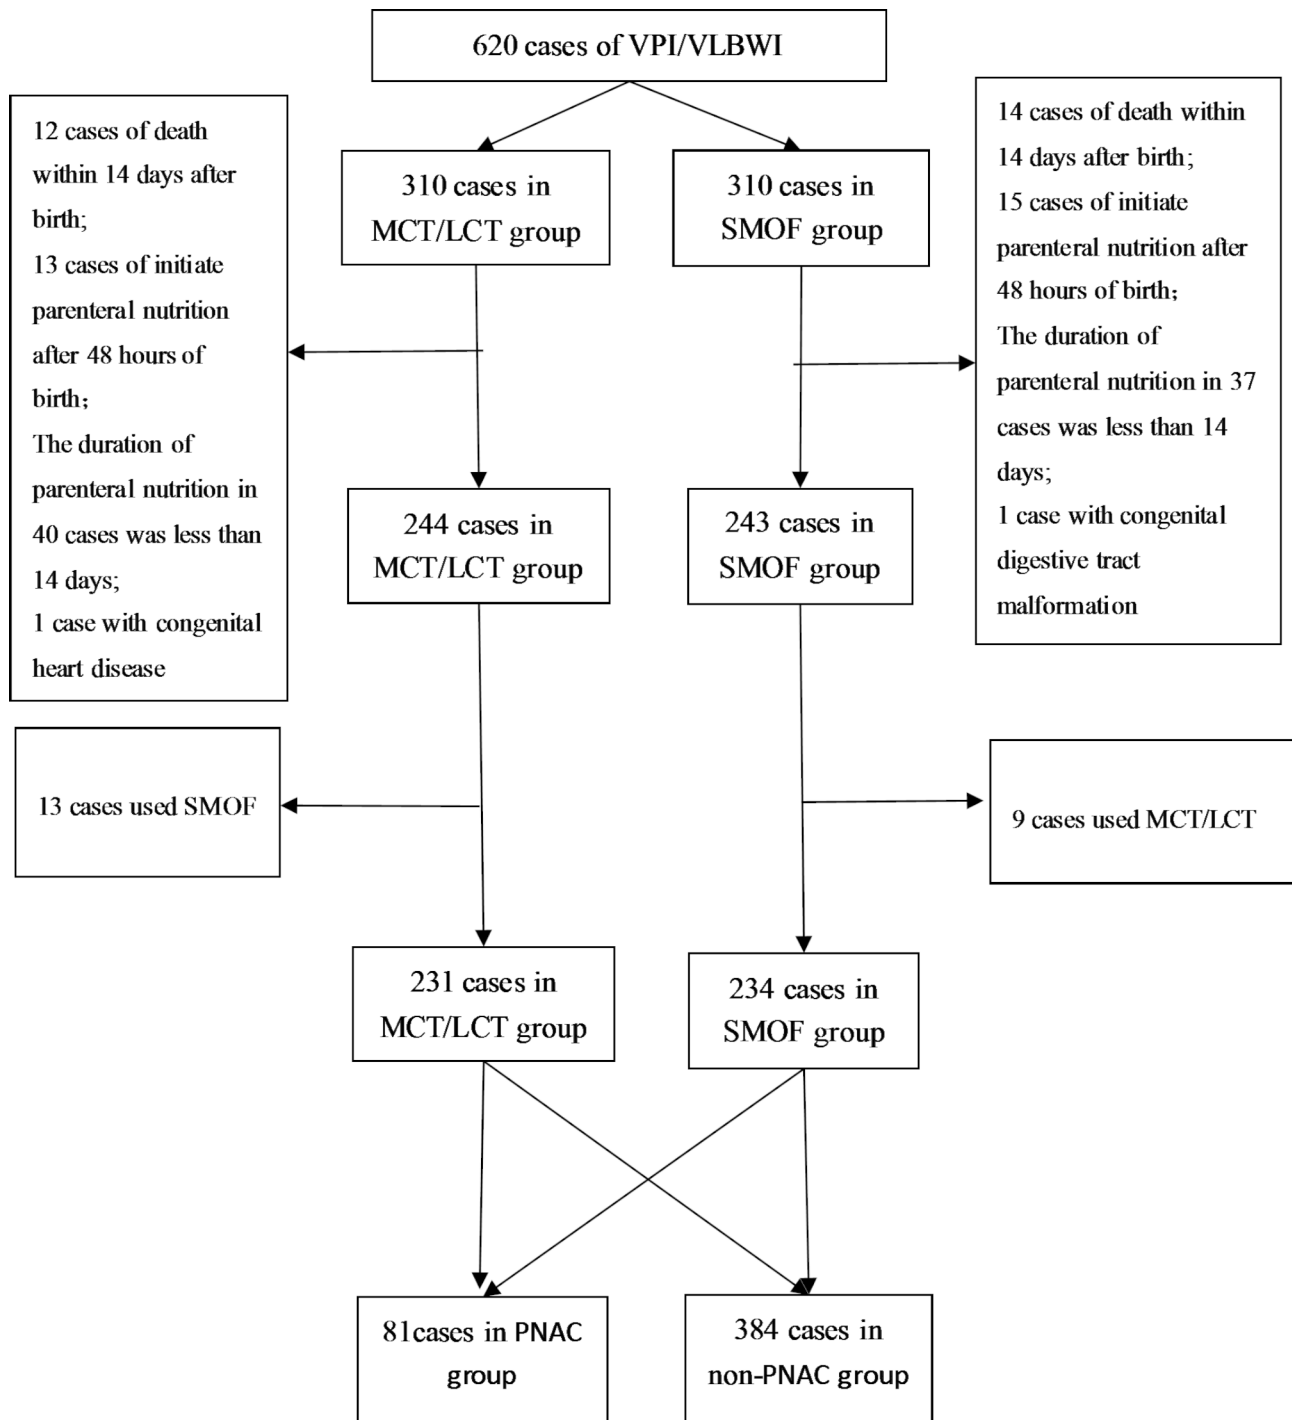 620 cases of VPI/VLBWI
12 cases of death
within 14 days after
birth;
13 cases of initiate
parenteral nutrition
after 48 hours of
birth;
The duration of
parenteral nutrition in
40 cases was less than
14 days;
1 case with congenital
heart disease
310 cases in
MCT/LCT group
310 cases in
SMOF group
14 cases of death within
14 days after birth;
15 cases of initiate
parenteral nutrition after
48 hours of birth;
The duration of
parenteral nutrition in 37
cases was less than 14
days;
1 case with congenital
digestive tract
malformation
244 cases in
MCT/LCT group
243 cases in
SMOF group
13 cases used SMOF
9 cases used MCT/LCT
231 cases in
MCT/LCT group
234 cases in
SMOF group
81cases in PNAC
group
384 cases in
non-PNAC group